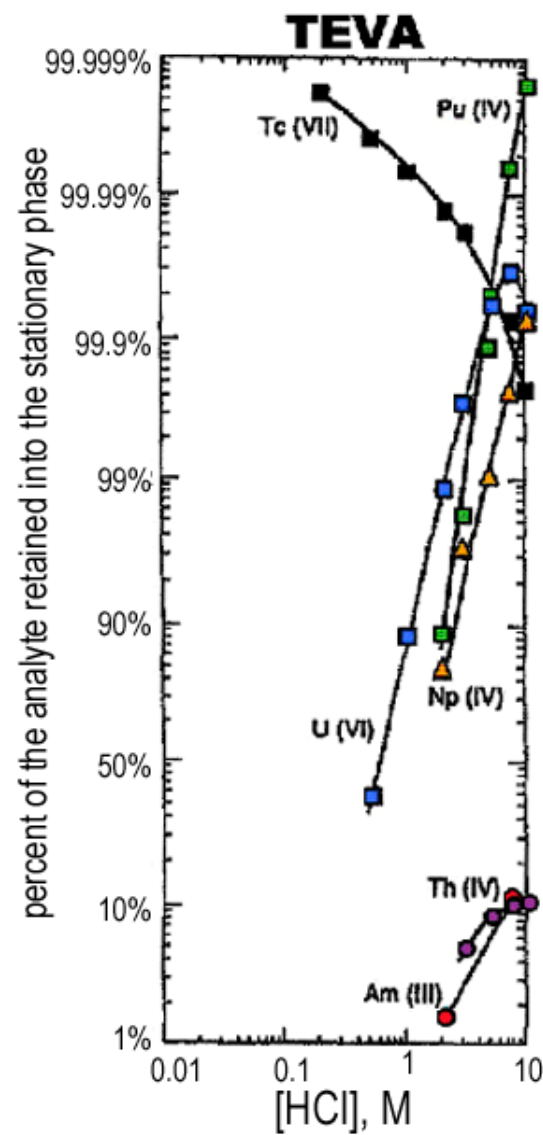 TEVA
99.999%
99.99%
99.9%
99%
90%
50%
10%
1%
percent of the analyte retained into the stationary phase
Tc (VII)
Pu (IV)
Np (IV)
U (VI)
Th (IV)
Am (III)
0.01
0.1
1
10
[HCl], M